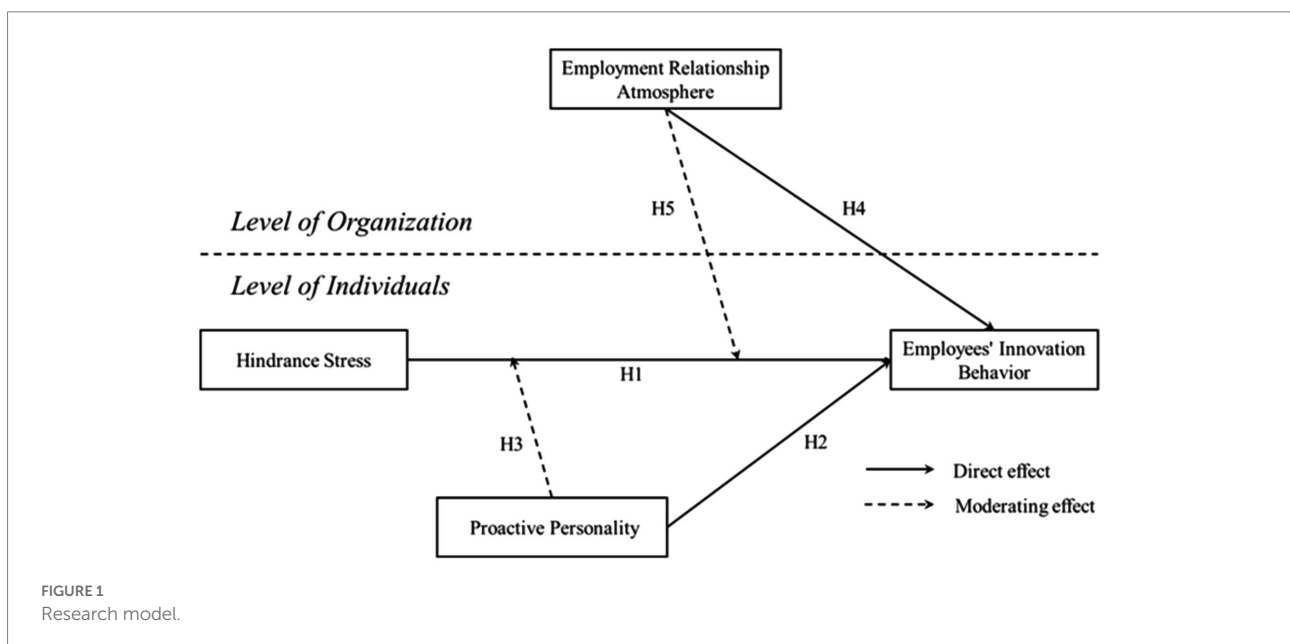 Employment Relationship
Atmosphere
H5
H4
Level of Organization
Level of Individuals
Hindrance Stress
Employees' Innovation
Behavior
H1
H3
H2
Direct effect
Proactive Personality
Moderating effect
FIGURE 1
Research model.